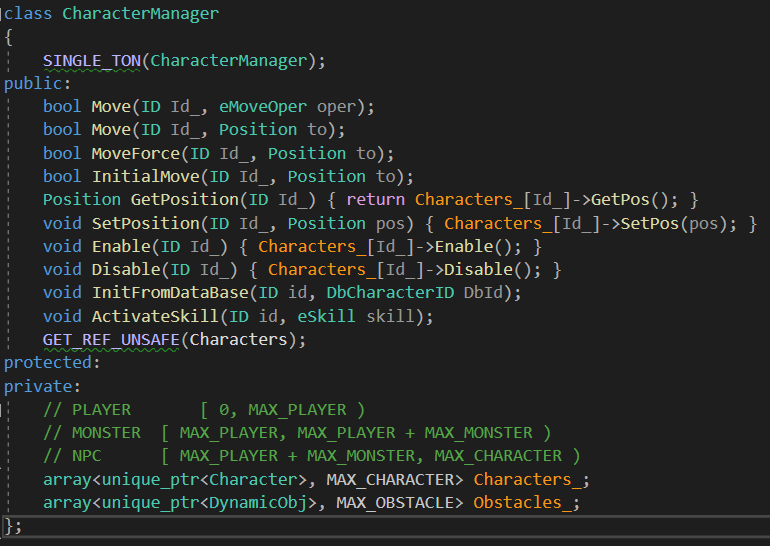 class CharacterManager
{
    SINGLE_TON(CharacterManager);
public:
    bool Move(ID Id_, eMoveOper oper);
    bool Move(ID Id_, Position to);
    bool MoveForce(ID Id_, Position to);
    bool InitialMove(ID Id_, Position to);
    Position GetPosition(ID Id_) { return Characters_[Id_]->GetPos(); }
    void SetPosition(ID Id_, Position pos) { Characters_[Id_]->SetPos(pos); }
    void Enable(ID Id_) { Characters_[Id_]->Enable(); }
    void Disable(ID Id_) { Characters_[Id_]->Disable(); }
    void InitFromDataBase(ID id, DbCharacterID DbId);
    void ActivateSkill(ID id, eSkill skill);
    GET_REF_UNSAFE(Characters);
protected:
private:
    // PLAYER      [ 0, MAX_PLAYER )
    // MONSTER  [ MAX_PLAYER, MAX_PLAYER + MAX_MONSTER )
    // NPC      [ MAX_PLAYER + MAX_MONSTER, MAX_CHARACTER )
    array<unique_ptr<Character>, MAX_CHARACTER> Characters_;
    array<unique_ptr<DynamicObj>, MAX_OBSTACLE> Obstacles_;
};